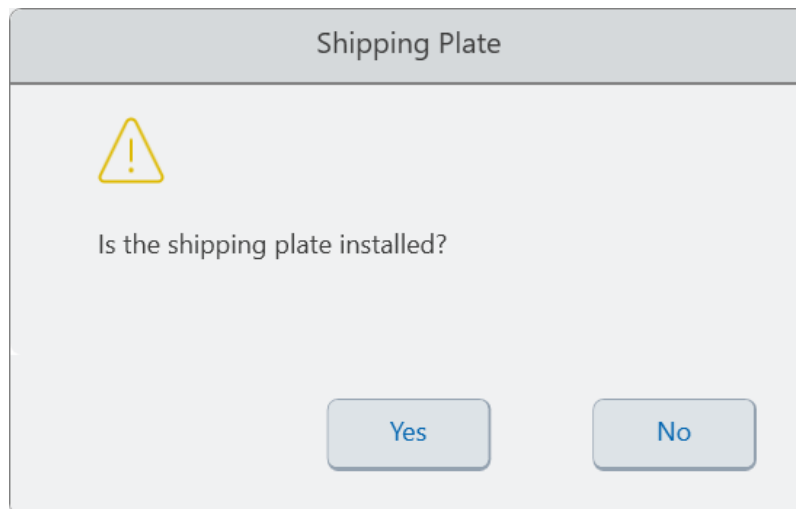 Shipping Plate
Is the shipping plate installed?
Yes
No